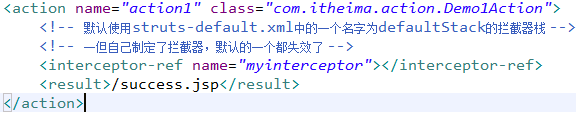 <action name="action1" class="com.itheima.action.Demo1Action">
<!-- 默认使用struts-default.xml中的一个名字为defaultStack的拦截器栈 -->
<!-- 一但自己制定了拦截器，默认的一个都失效了 -->
<interceptor-ref name="myinterceptor"></interceptor-ref>
<result>/success.jsp</result>
</action>